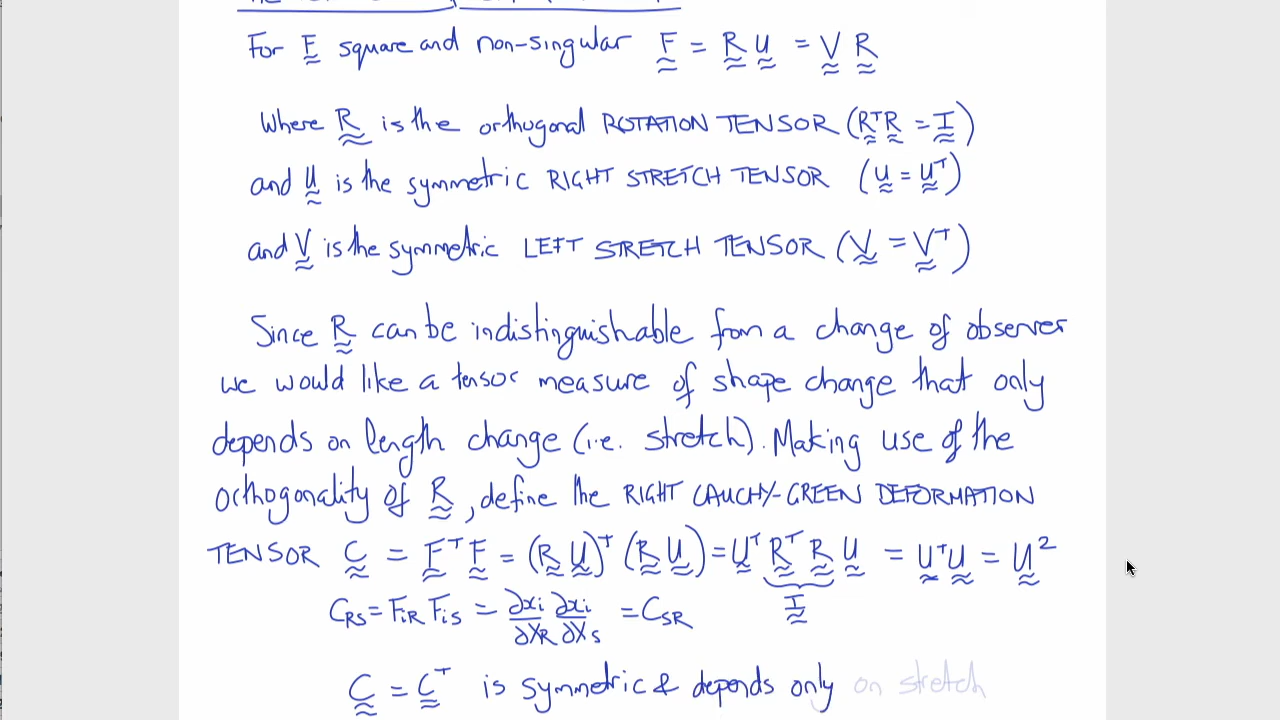 For F square and non-singular F = R U = V R
Where R is the orthogonal ROTATION TENSOR (RᵀR = I)
and U is the symmetric RIGHT STRETCH TENSOR (U = Uᵀ)
and V is the symmetric LEFT STRETCH TENSOR (V = Vᵀ)
Since R can be indistinguishable from a change of observer
we would like a tensor measure of shape change that only
depends on length change (i.e. stretch). Making use of the
orthogonality of R, define the RIGHT CAUCHY-GREEN DEFORMATION
TENSOR C = FᵀF = (R U)ᵀ (R U) = Uᵀ Rᵀ R U = UᵀU = U²
I
C_RS = F_iR F_iS = ∂x_i/∂X_R ∂x_i/∂X_S = C_SR
C = Cᵀ is symmetric & depends only on stretch